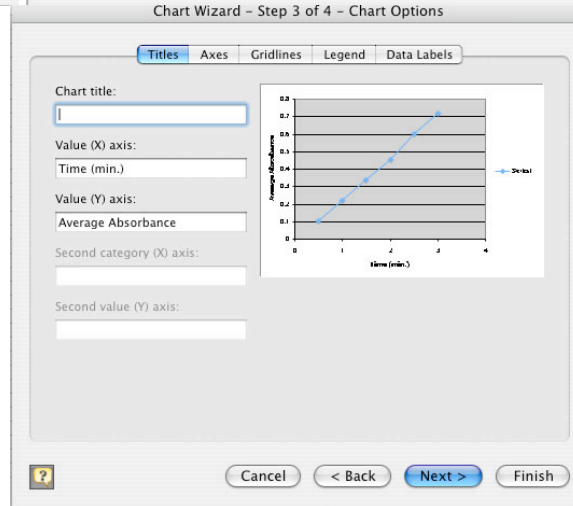 Chart Wizard – Step 3 of 4 – Chart Options
Titles Axes Gridlines Legend Data Labels
Chart title:
Value (X) axis:
Time (min.)
Value (Y) axis:
Average Absorbance
Second category (X) axis:
Second value (Y) axis:
0.8
0.7
0.6
0.5
0.4
0.3
0.2
0.1
0
0 1 2 3 4
Average Absorbance
Time (min.)
Series1
? Cancel < Back Next > Finish